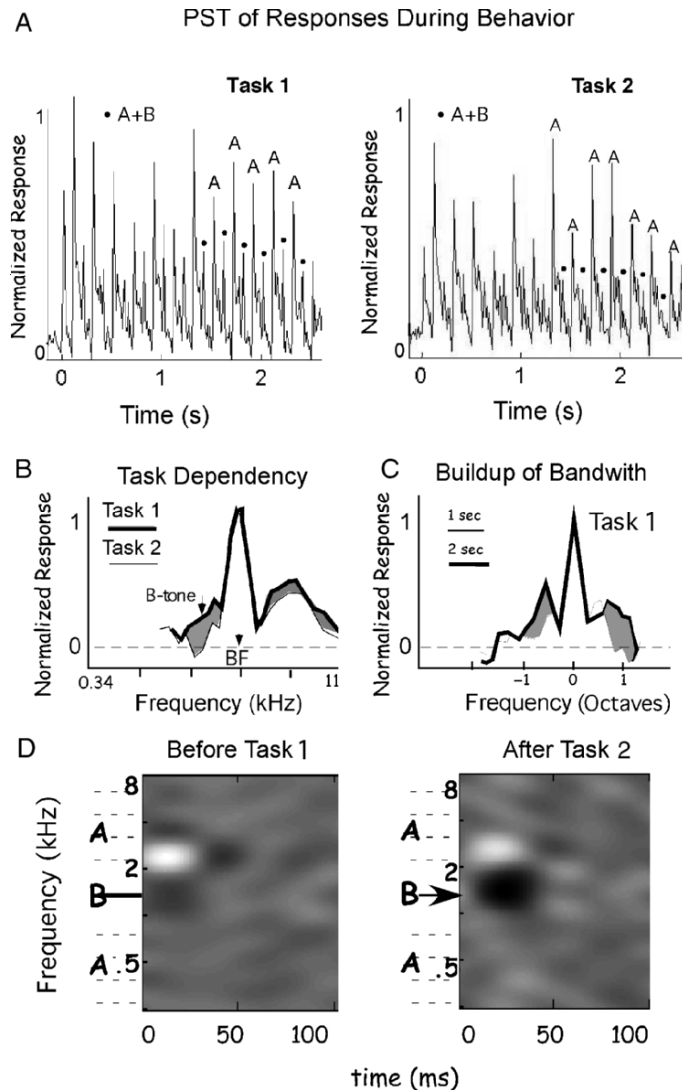 A
PST of Responses During Behavior
Task 1
• A+B
1
0
Normalized Response
A A A A A
0 1 2
Time (s)
Task 2
• A+B
1
0
Normalized Response
A A A A A A A
0 1 2
Time (s)
B
Task Dependency
Task 1
Task 2
1
0
Normalized Response
B-tone
BF
0.34 11
Frequency (kHz)
C
Buildup of Bandwith
1 sec
2 sec
Task 1
1
0
Normalized Response
-1 0 1
Frequency (Octaves)
D
Before Task 1
Frequency (kHz)
8
A
2
B
A .5
0 50 100
After Task 2
8
A
2
B
A .5
0 50 100
time (ms)